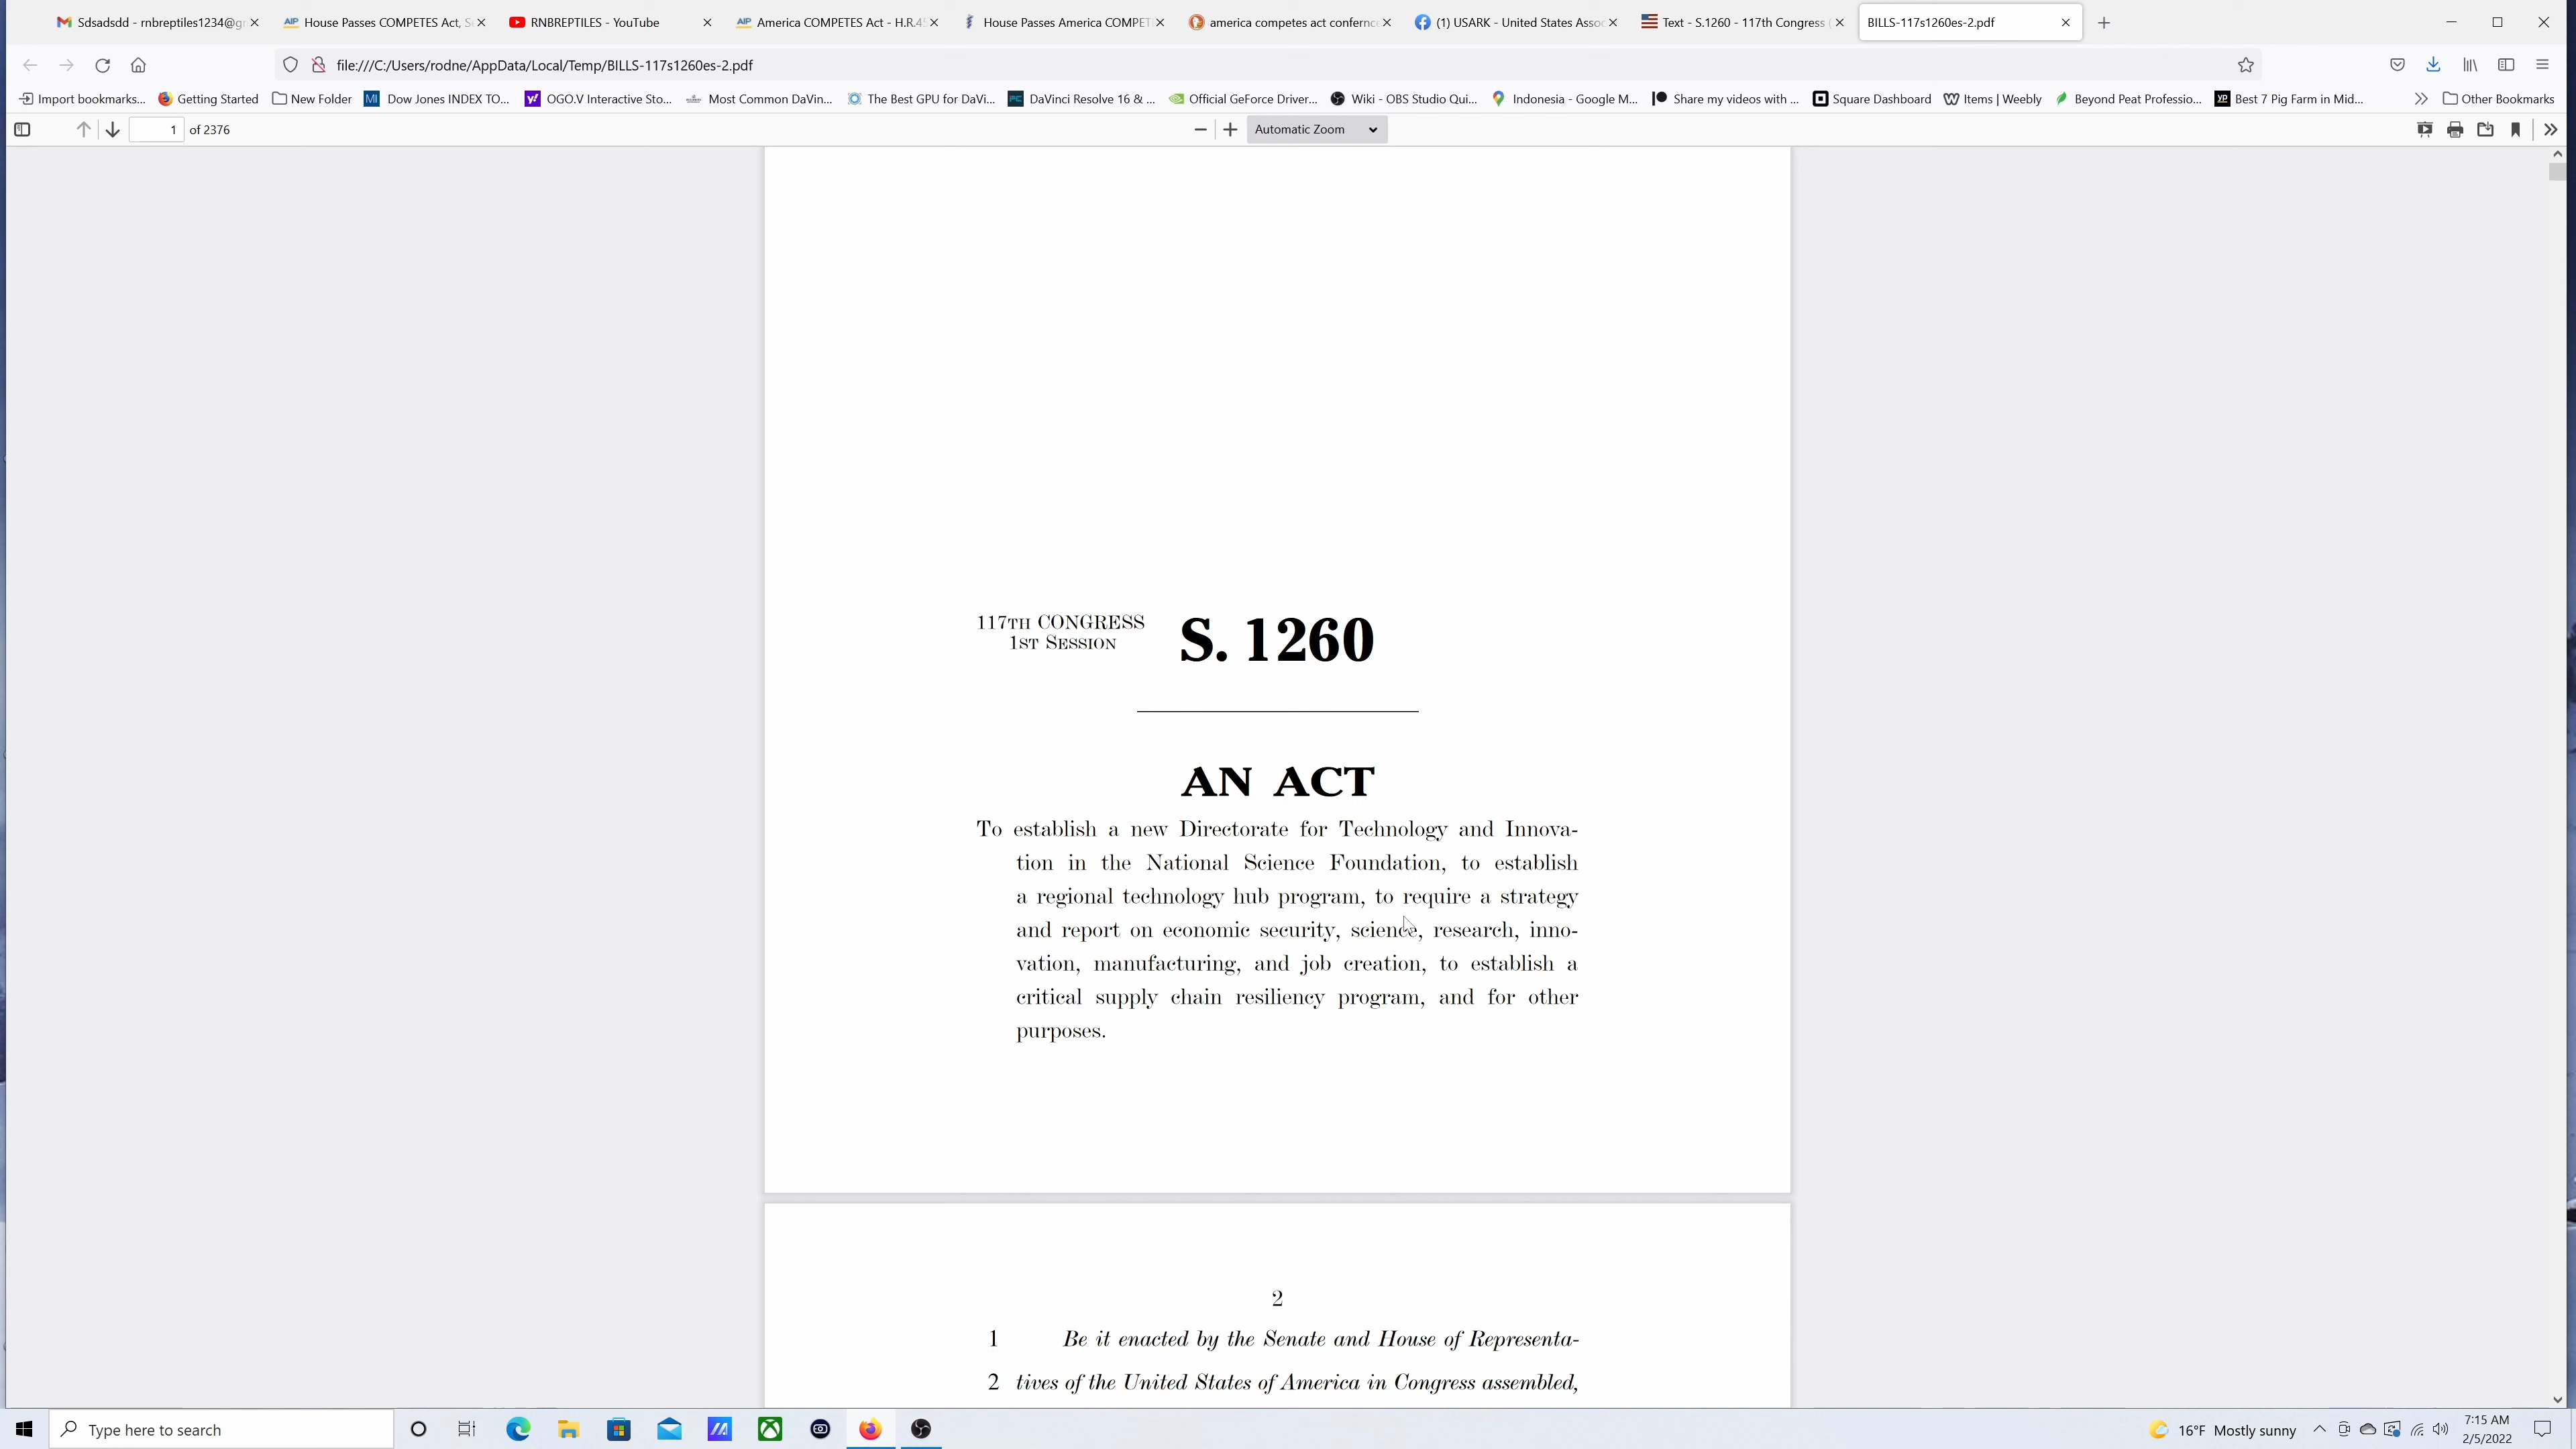 Sdsadsdd - rnbreptiles1234@gm
House Passes COMPETES Act, Se
RNBREPTILES - YouTube
America COMPETES Act - H.R.45
House Passes America COMPET
america competes act confernce
(1) USARK - United States Assoc
Text - S.1260 - 117th Congress (
BILLS-117s1260es-2.pdf
file:///C:/Users/rodne/AppData/Local/Temp/BILLS-117s1260es-2.pdf
Import bookmarks... Getting Started New Folder MI Dow Jones INDEX TO... OGO.V Interactive Sto... Most Common DaVin... The Best GPU for DaVi... DaVinci Resolve 16 & ... Official GeForce Driver... Wiki - OBS Studio Qui... Indonesia - Google M... Share my videos with ... Square Dashboard Items | Weebly Beyond Peat Professio... YP Best 7 Pig Farm in Mid... Other Bookmarks
1 of 2376 Automatic Zoom
117TH CONGRESS
1ST SESSION
S. 1260
AN ACT
To establish a new Directorate for Technology and Innova-
tion in the National Science Foundation, to establish
a regional technology hub program, to require a strategy
and report on economic security, science, research, inno-
vation, manufacturing, and job creation, to establish a
critical supply chain resiliency program, and for other
purposes.
2
1 Be it enacted by the Senate and House of Representa-
2 tives of the United States of America in Congress assembled,
Type here to search
16°F Mostly sunny
7:15 AM
2/5/2022